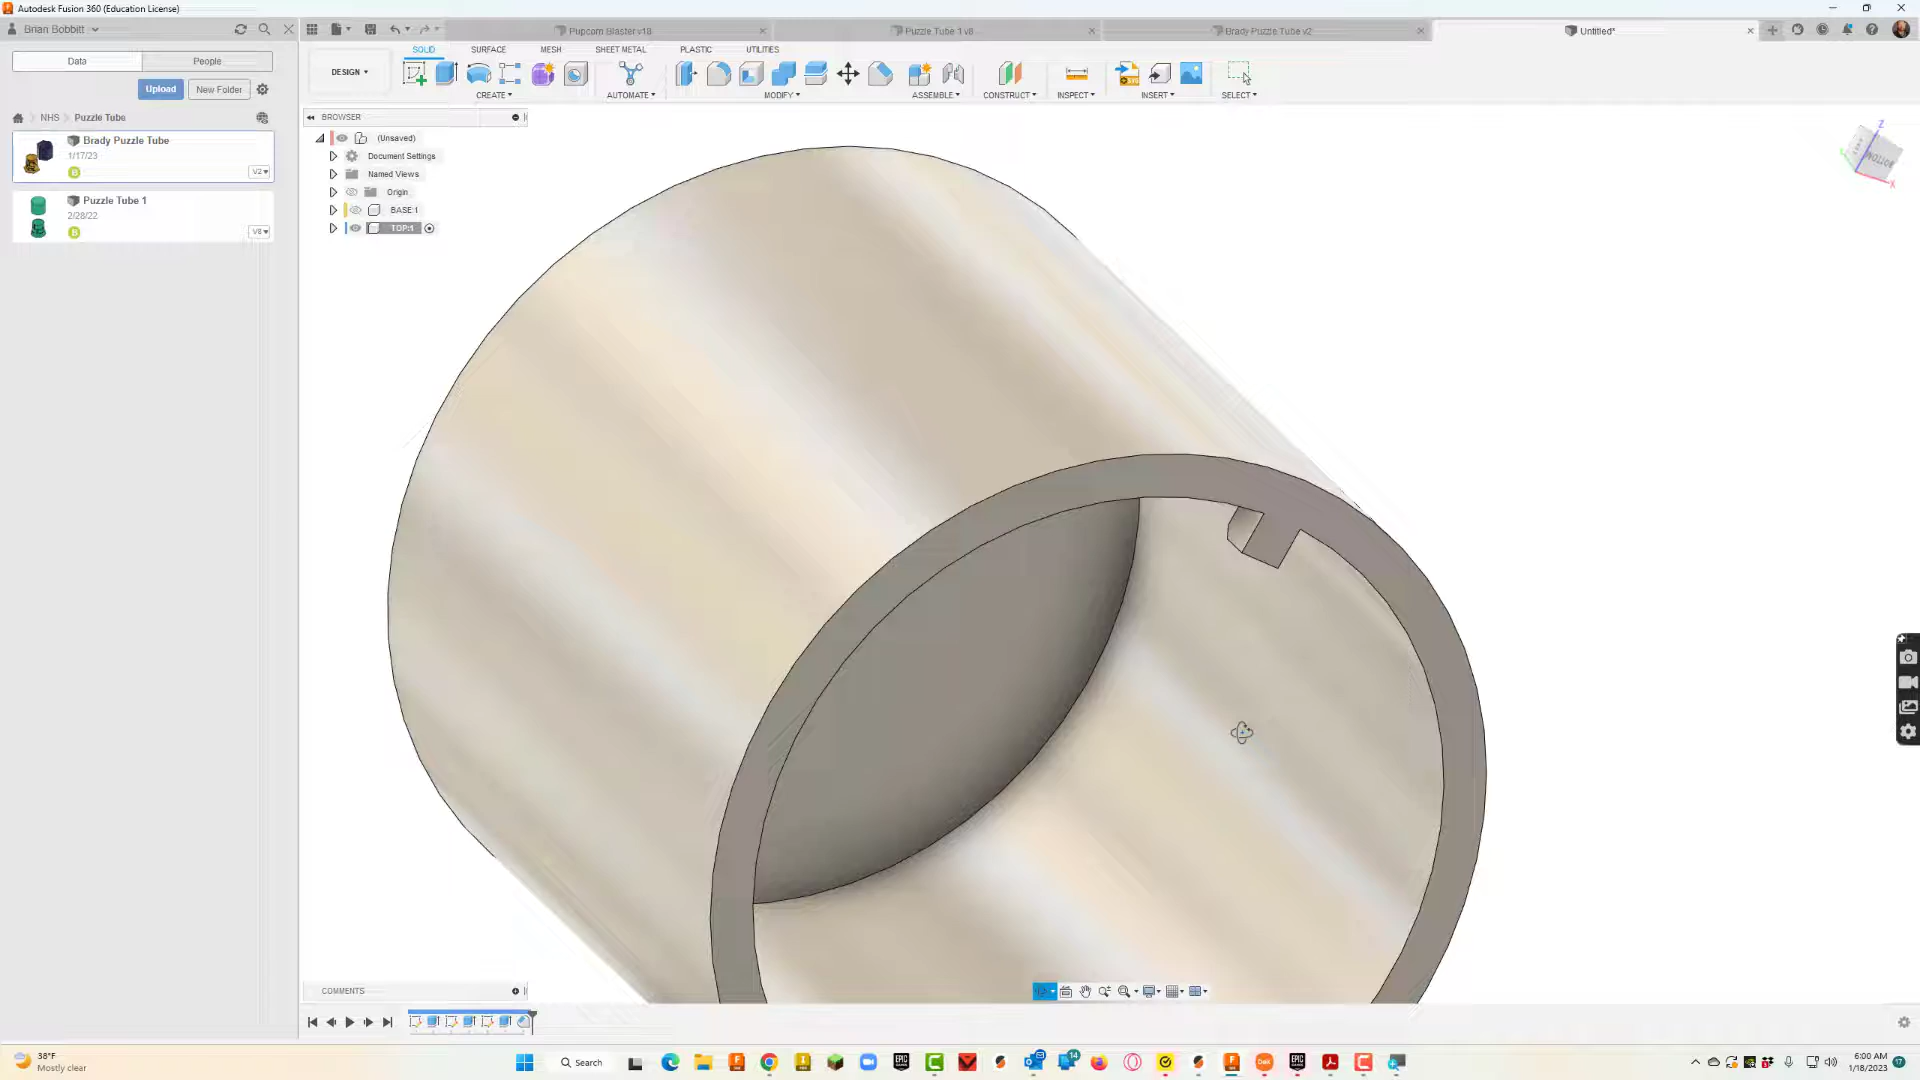 Autodesk Fusion 360 (Education License)
Brian Bobbitt
Pupcorn Blaster v18
Puzzle Tube 1 v8
Brady Puzzle Tube v2
Untitled*
Data
People
SOLID
SURFACE
MESH
SHEET METAL
PLASTIC
UTILITIES
DESIGN
Upload
New Folder
CREATE
AUTOMATE
MODIFY
ASSEMBLE
CONSTRUCT
INSPECT
INSERT
SELECT
NHS
Puzzle Tube
BROWSER
(Unsaved)
Document Settings
Named Views
Origin
BASE:1
TOP:1
Brady Puzzle Tube
1/17/23
B
V2
Puzzle Tube 1
2/28/22
B
V8
Z
BOTTOM
X
COMMENTS
38°F
Mostly clear
Search
14
6:00 AM
1/18/2023
17